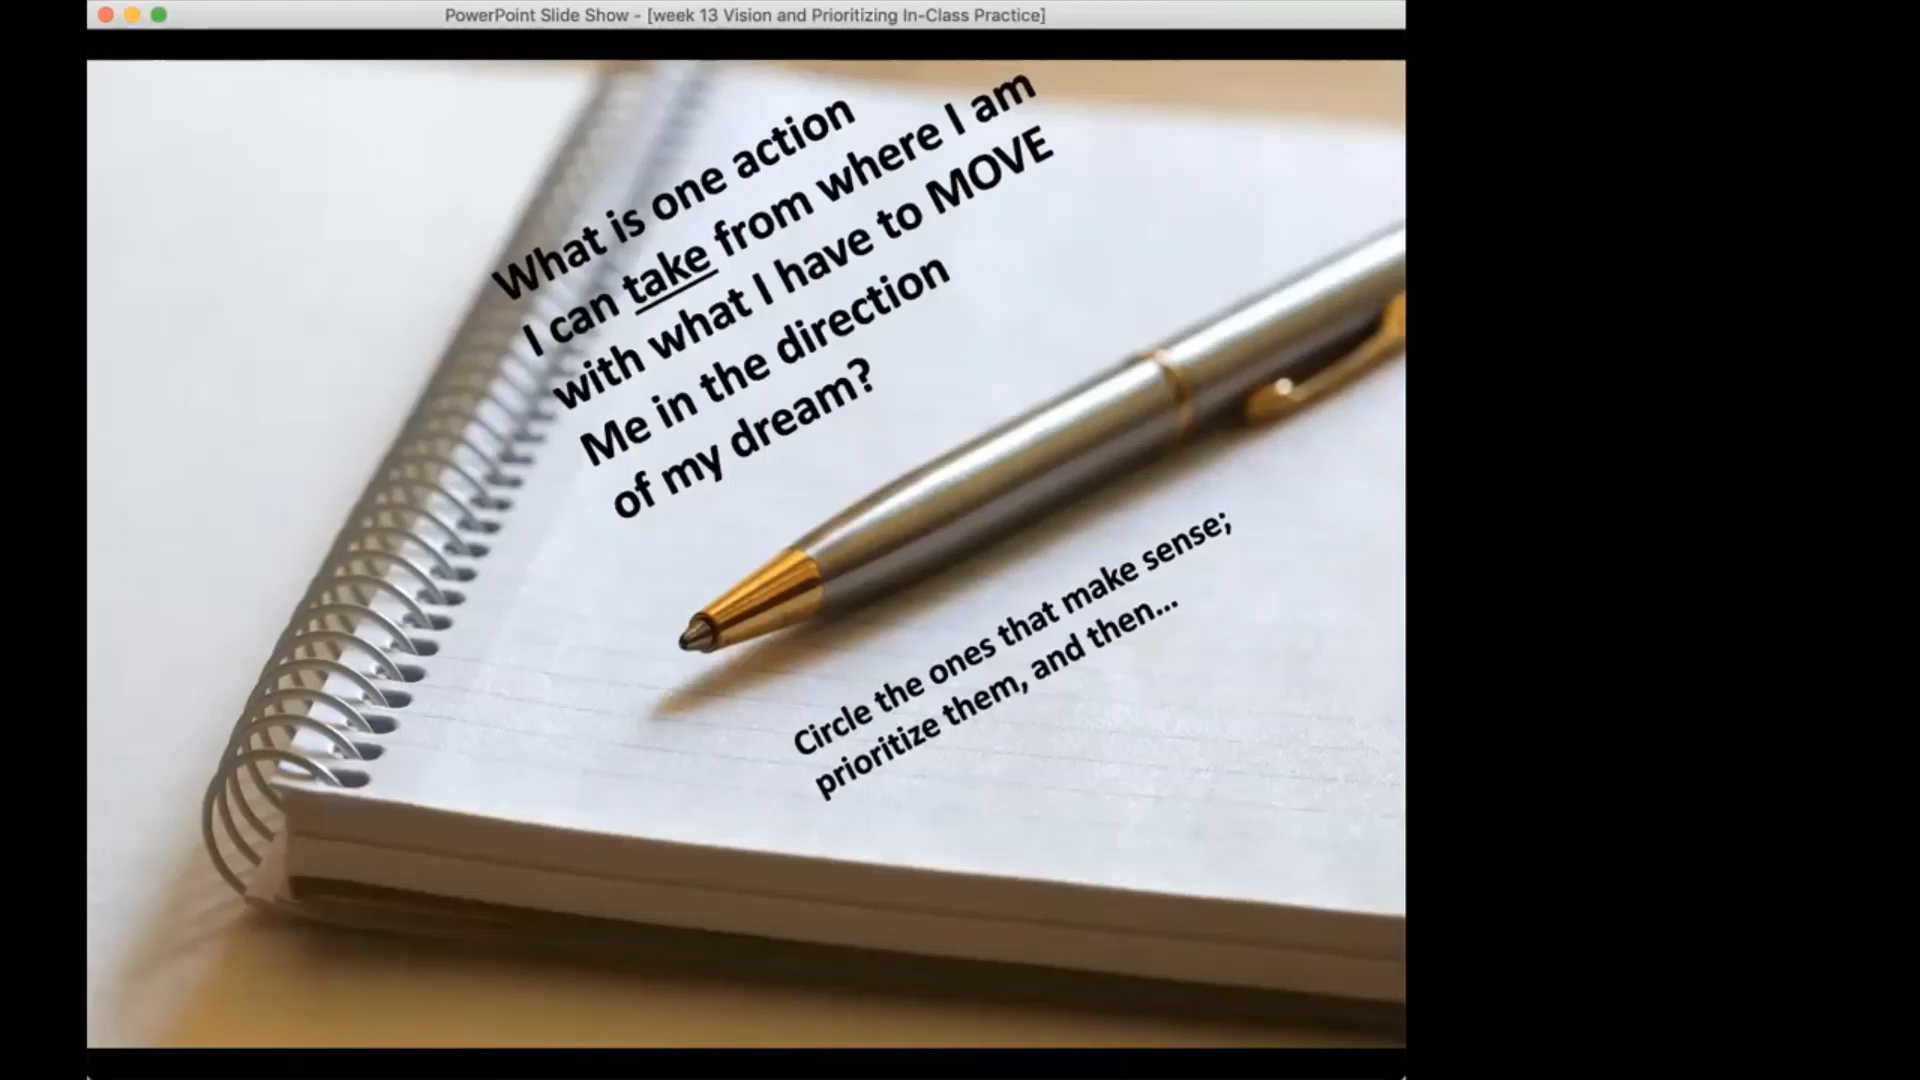 PowerPoint Slide Show - [week 13 Vision and Prioritizing In-Class Practice]
What is one action
I can take from where I am
with what I have to MOVE
Me in the direction
of my dream?
Circle the ones that make sense;
prioritize them, and then...